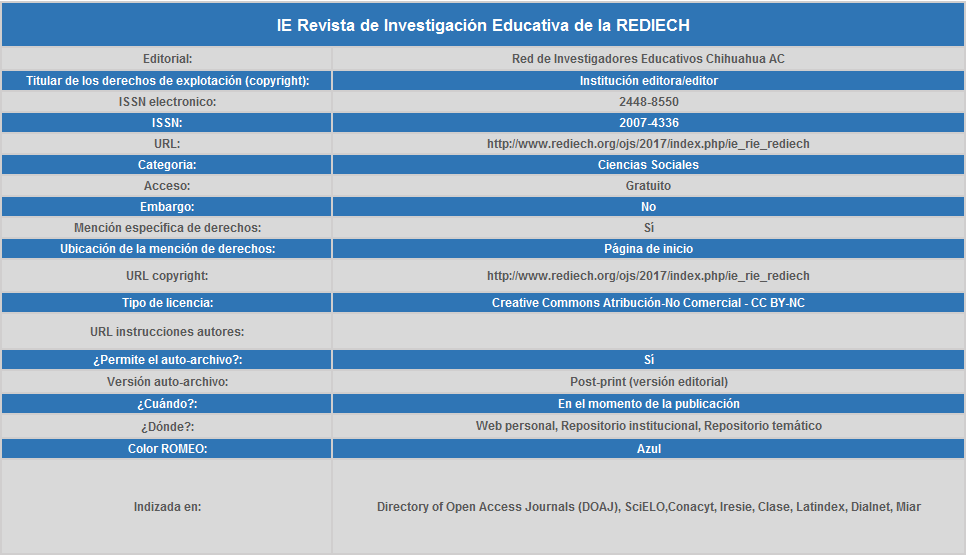 IE Revista de Investigación Educativa de la REDIECH
Editorial: Red de Investigadores Educativos Chihuahua AC
Titular de los derechos de explotación (copyright): Institución editora/editor
ISSN electronico: 2448-8550
ISSN: 2007-4336
URL: http://www.rediech.org/ojs/2017/index.php/ie_rie_rediech
Categoria: Ciencias Sociales
Acceso: Gratuito
Embargo: No
Mención específica de derechos: Sì
Ubicación de la mención de derechos: Página de inicio
URL copyright: http://www.rediech.org/ojs/2017/index.php/ie_rie_rediech
Tipo de licencia: Creative Commons Atribución-No Comercial - CC BY-NC
URL instrucciones autores:
¿Permite el auto-archivo?: Sì
Versión auto-archivo: Post-print (versión editorial)
¿Cuándo?: En el momento de la publicación
¿Dónde?: Web personal, Repositorio institucional, Repositorio temático
Color ROMEO: Azul
Indizada en: Directory of Open Access Journals (DOAJ), SciELO,Conacyt, Iresie, Clase, Latindex, Dialnet, Miar